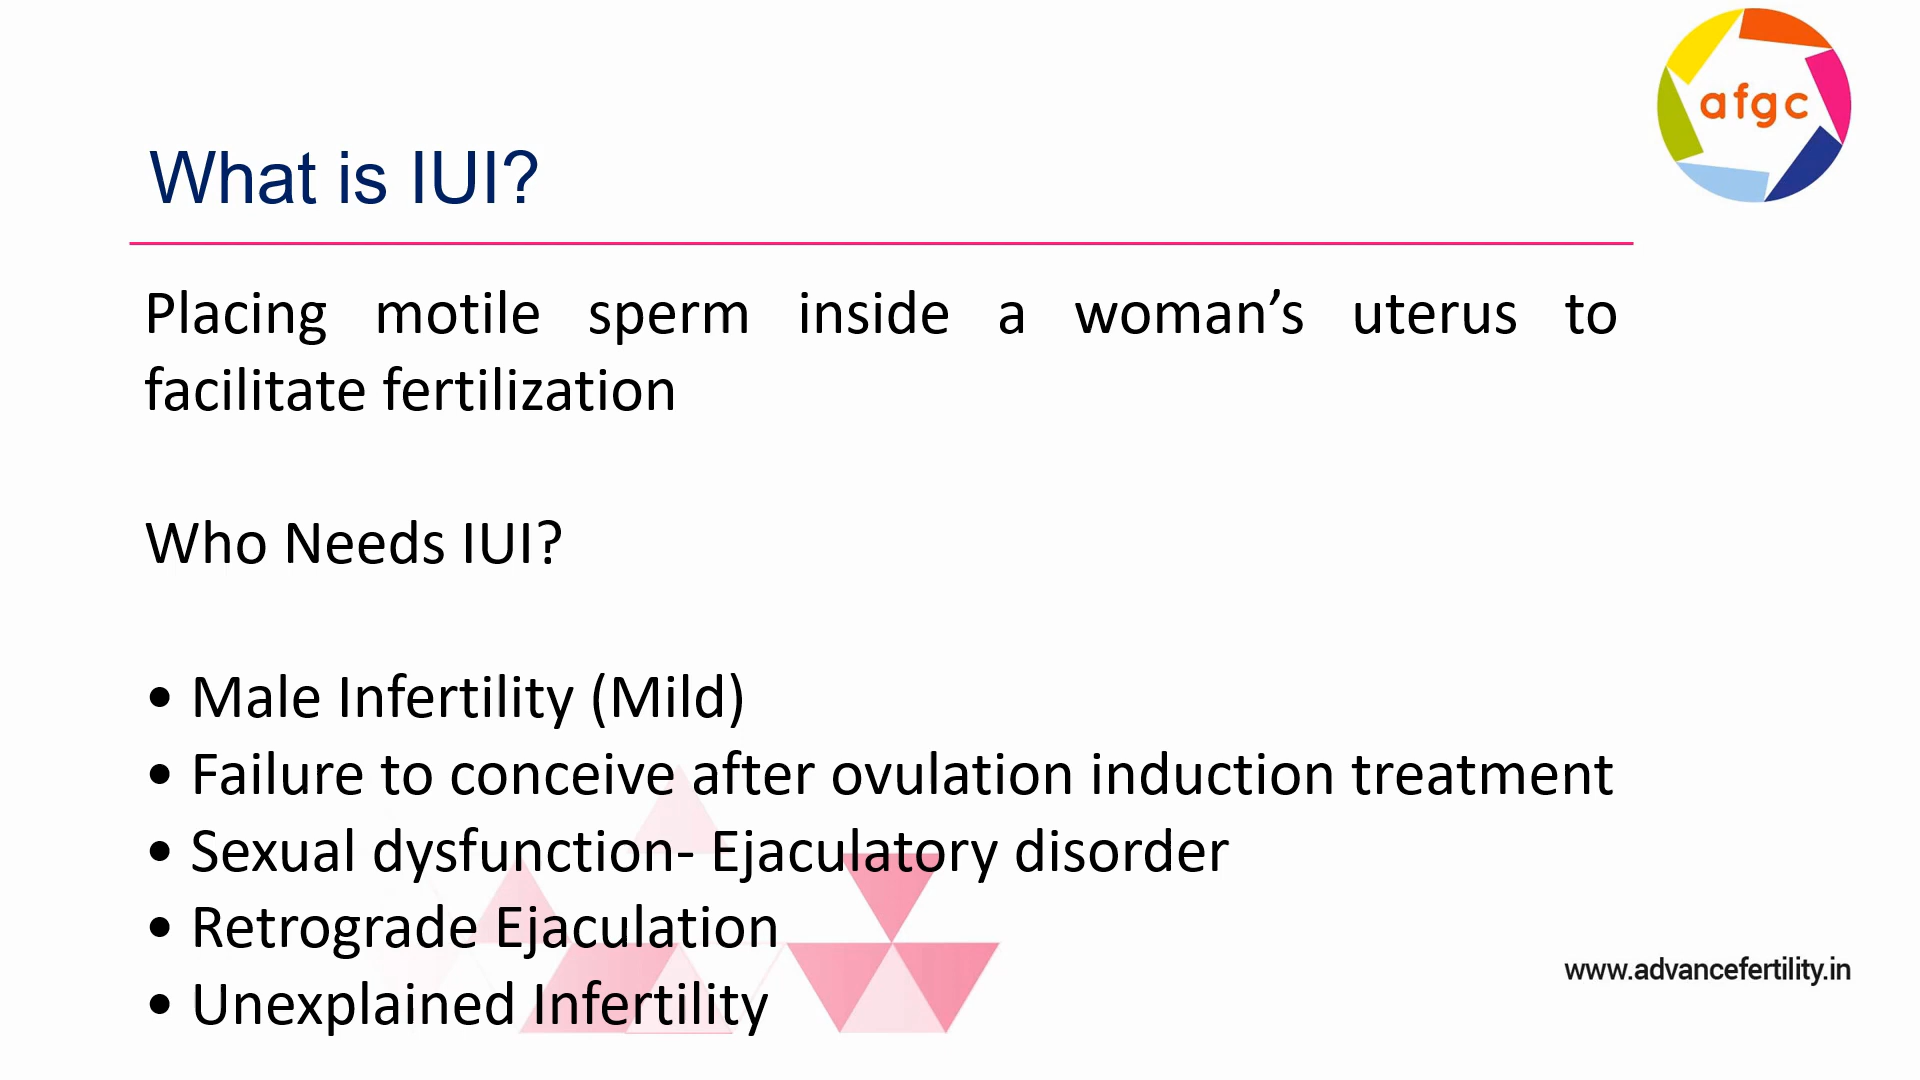 afgc
What is IUI?
Placing motile sperm inside a woman’s uterus to
facilitate fertilization
Who Needs IUI?
• Male Infertility (Mild)
• Failure to conceive after ovulation induction treatment
• Sexual dysfunction- Ejaculatory disorder
• Retrograde Ejaculation
• Unexplained Infertility
www.advancefertility.in